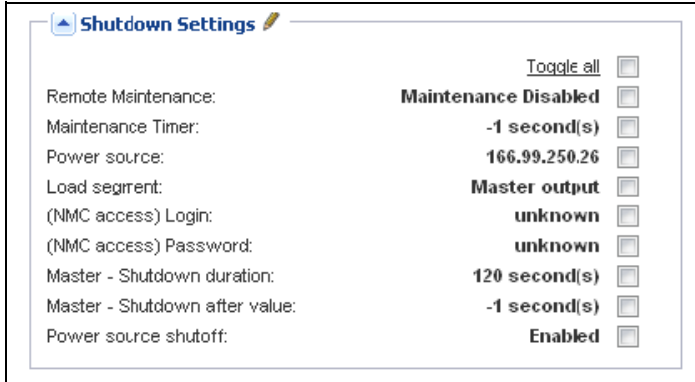 Shutdown Settings
Toggle all
Remote Maintenance: Maintenance Disabled
Maintenance Timer: -1 second(s)
Power source: 166.99.250.26
Load segment: Master output
(NMC access) Login: unknown
(NMC access) Password: unknown
Master - Shutdown duration: 120 second(s)
Master - Shutdown after value: -1 second(s)
Power source shutoff: Enabled